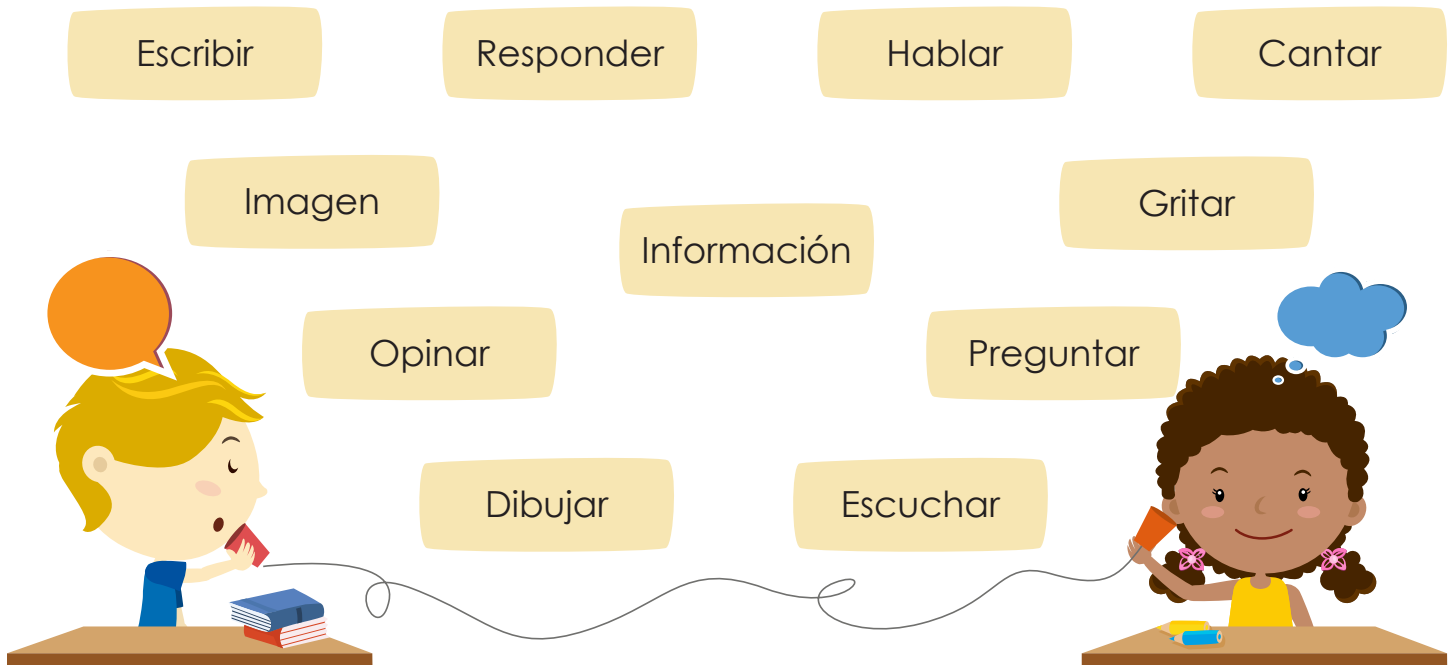 Escribir
Responder
Hablar
Cantar
Imagen
Gritar
Información
Opinar
Preguntar
Dibujar
Escuchar